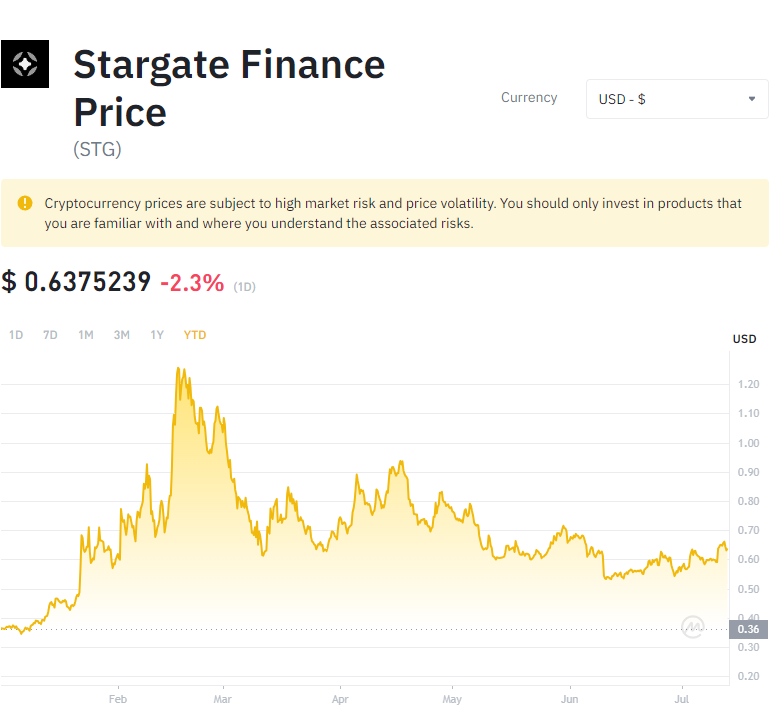 Stargate Finance
Price
(STG)
Currency
USD - $
Cryptocurrency prices are subject to high market risk and price volatility. You should only invest in products that
you are familiar with and where you understand the associated risks.
$ 0.6375239 -2.3% (1D)
1D 7D 1M 3M 1Y YTD
USD
1.20
1.10
1.00
0.90
0.80
0.70
0.60
0.50
0.40
0.36
0.30
0.20
Feb Mar Apr May Jun Jul